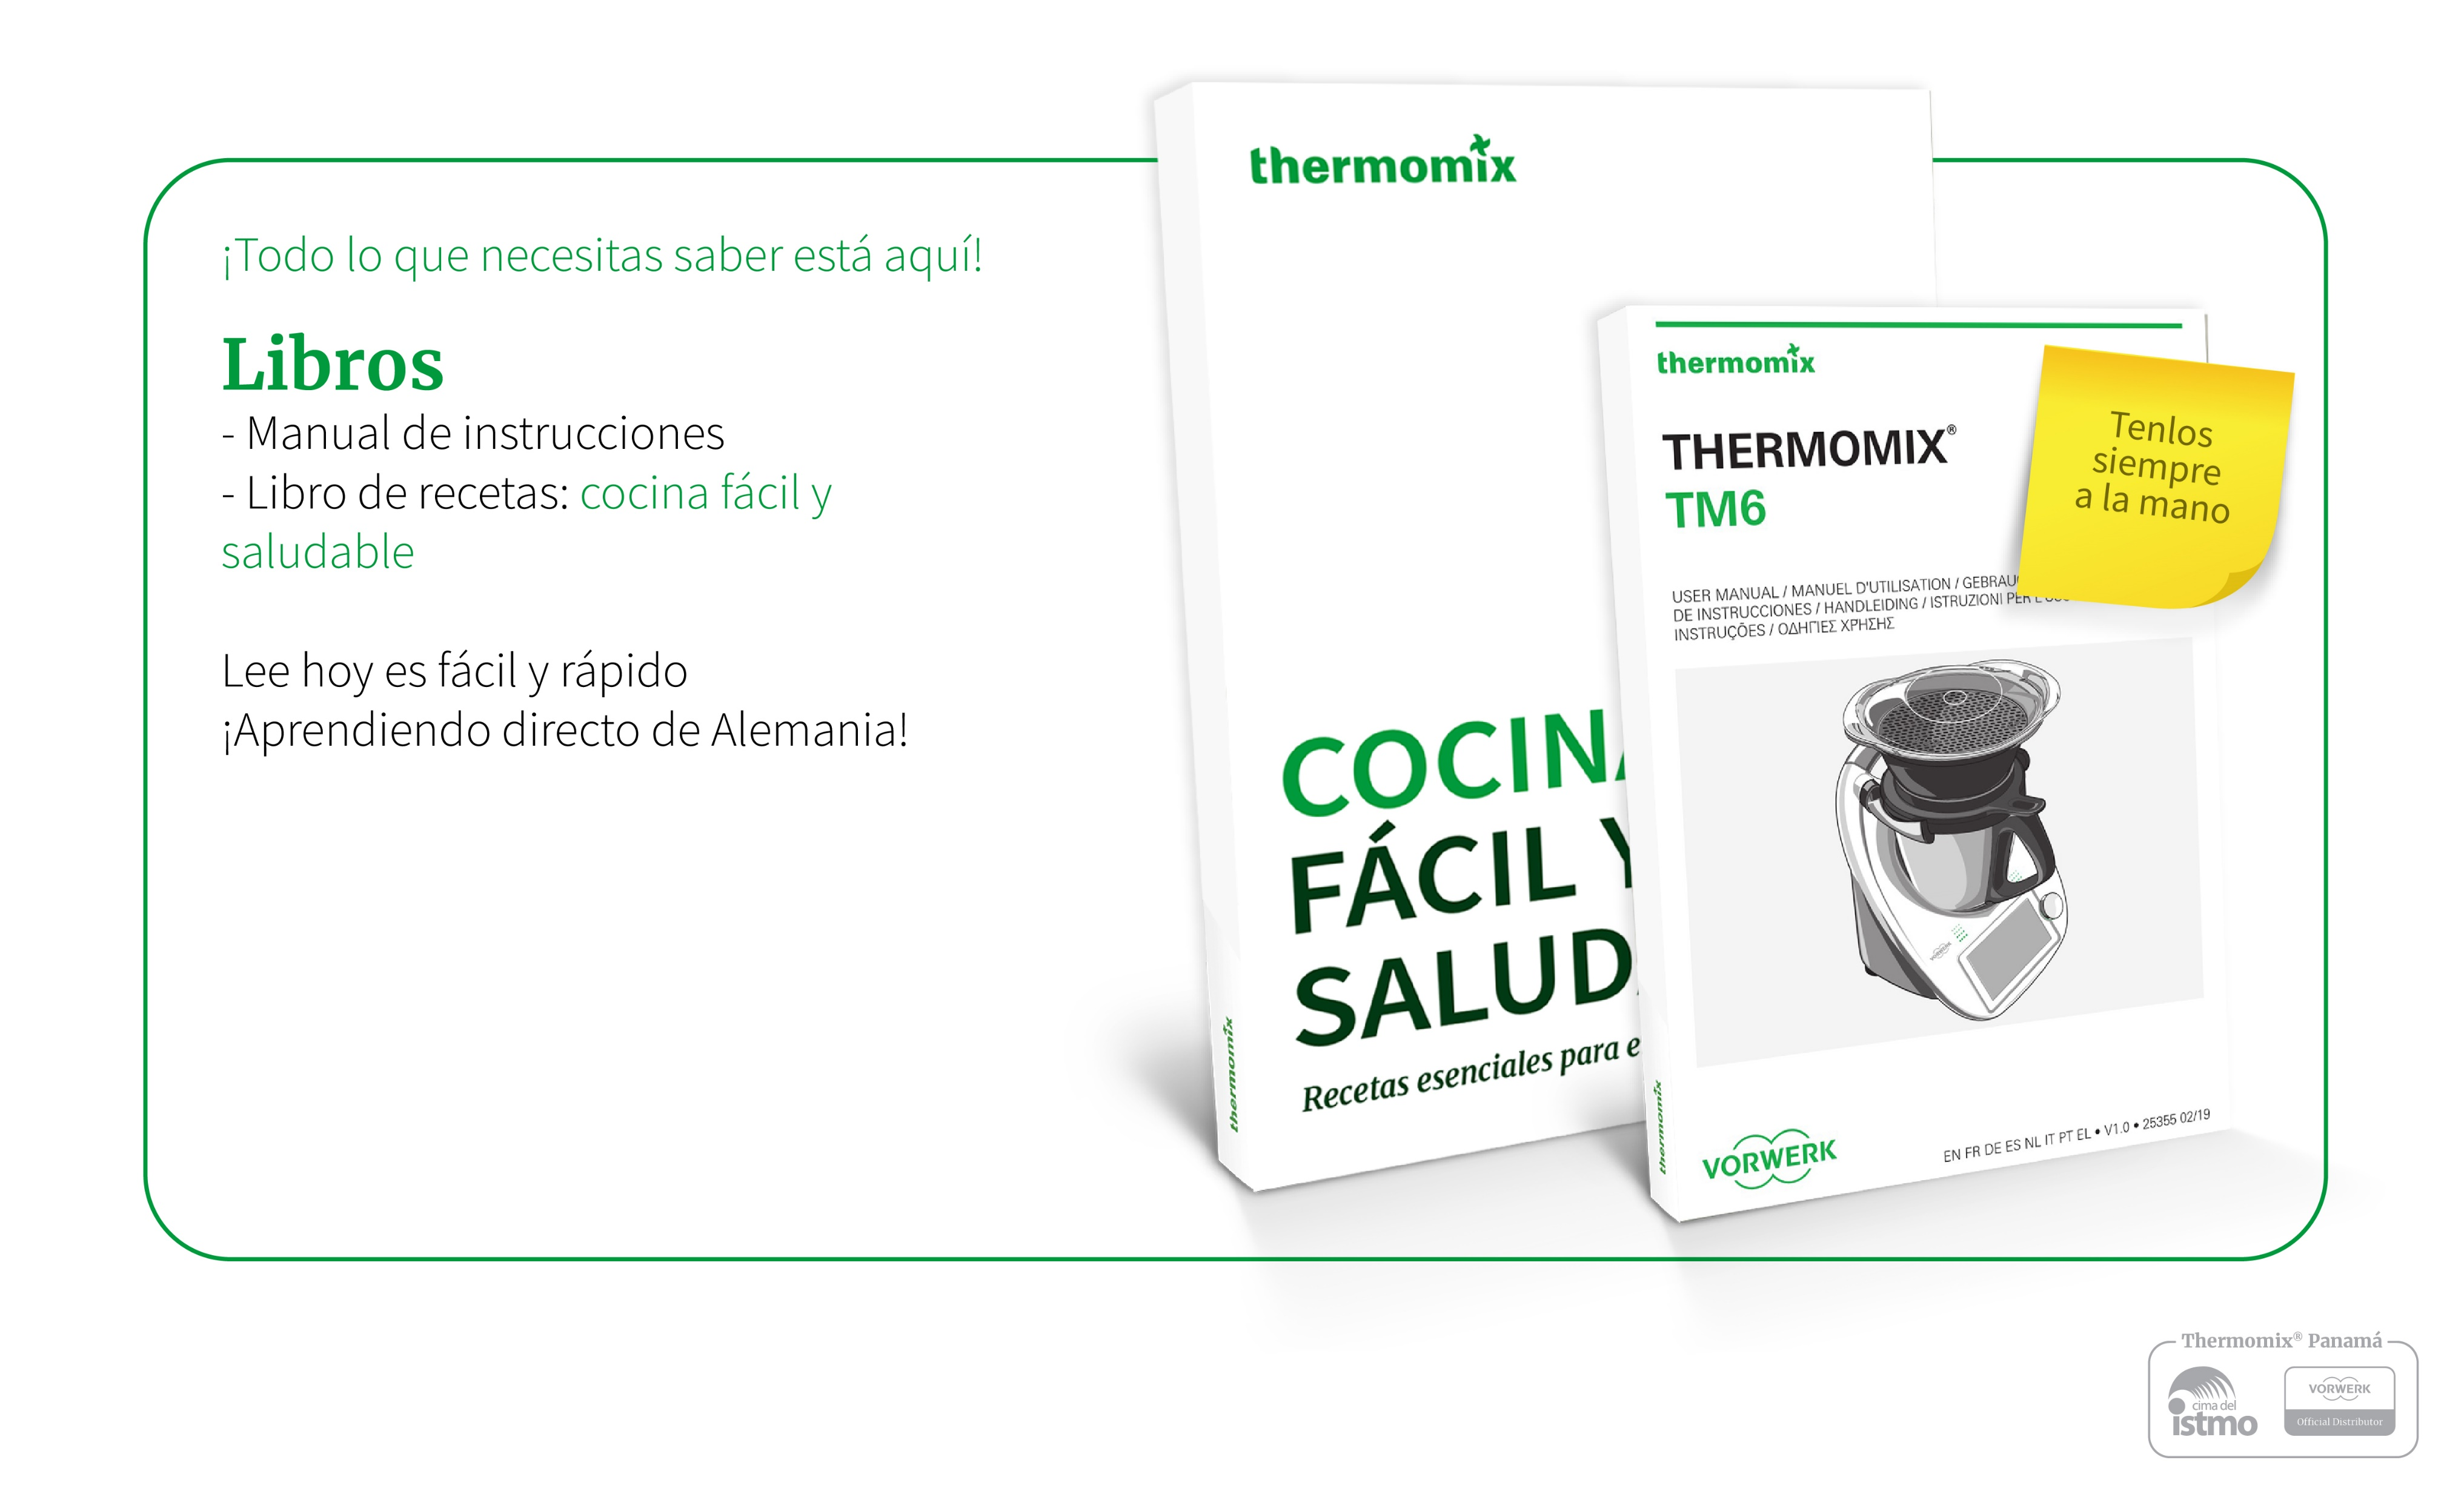 ¡Todo lo que necesitas saber está aquí!
Libros
- Manual de instrucciones
- Libro de recetas: cocina fácil y
saludable
Lee hoy es fácil y rápido
¡Aprendiendo directo de Alemania!
thermomix
COCINA
FÁCIL Y
SALUD
Recetas esenciales para e
thermomix
thermomix
THERMOMIX®
TM6
USER MANUAL / MANUEL D'UTILISATION /
DE INSTRUCCIONES / HANDLEIDING / ISTRUZIONI PER
INSTRUÇÕES / ΟΔΗΓΙΕΣ ΧΡΗΣΗΣ
VORWERK
VORWERK
EN FR DE ES NL IT PT EL • V1.0 • 25355 02/19
thermomix
Tenlos
siempre
a la mano
Thermomix® Panamá
cima del
istmo
VORWERK
Official Distributor